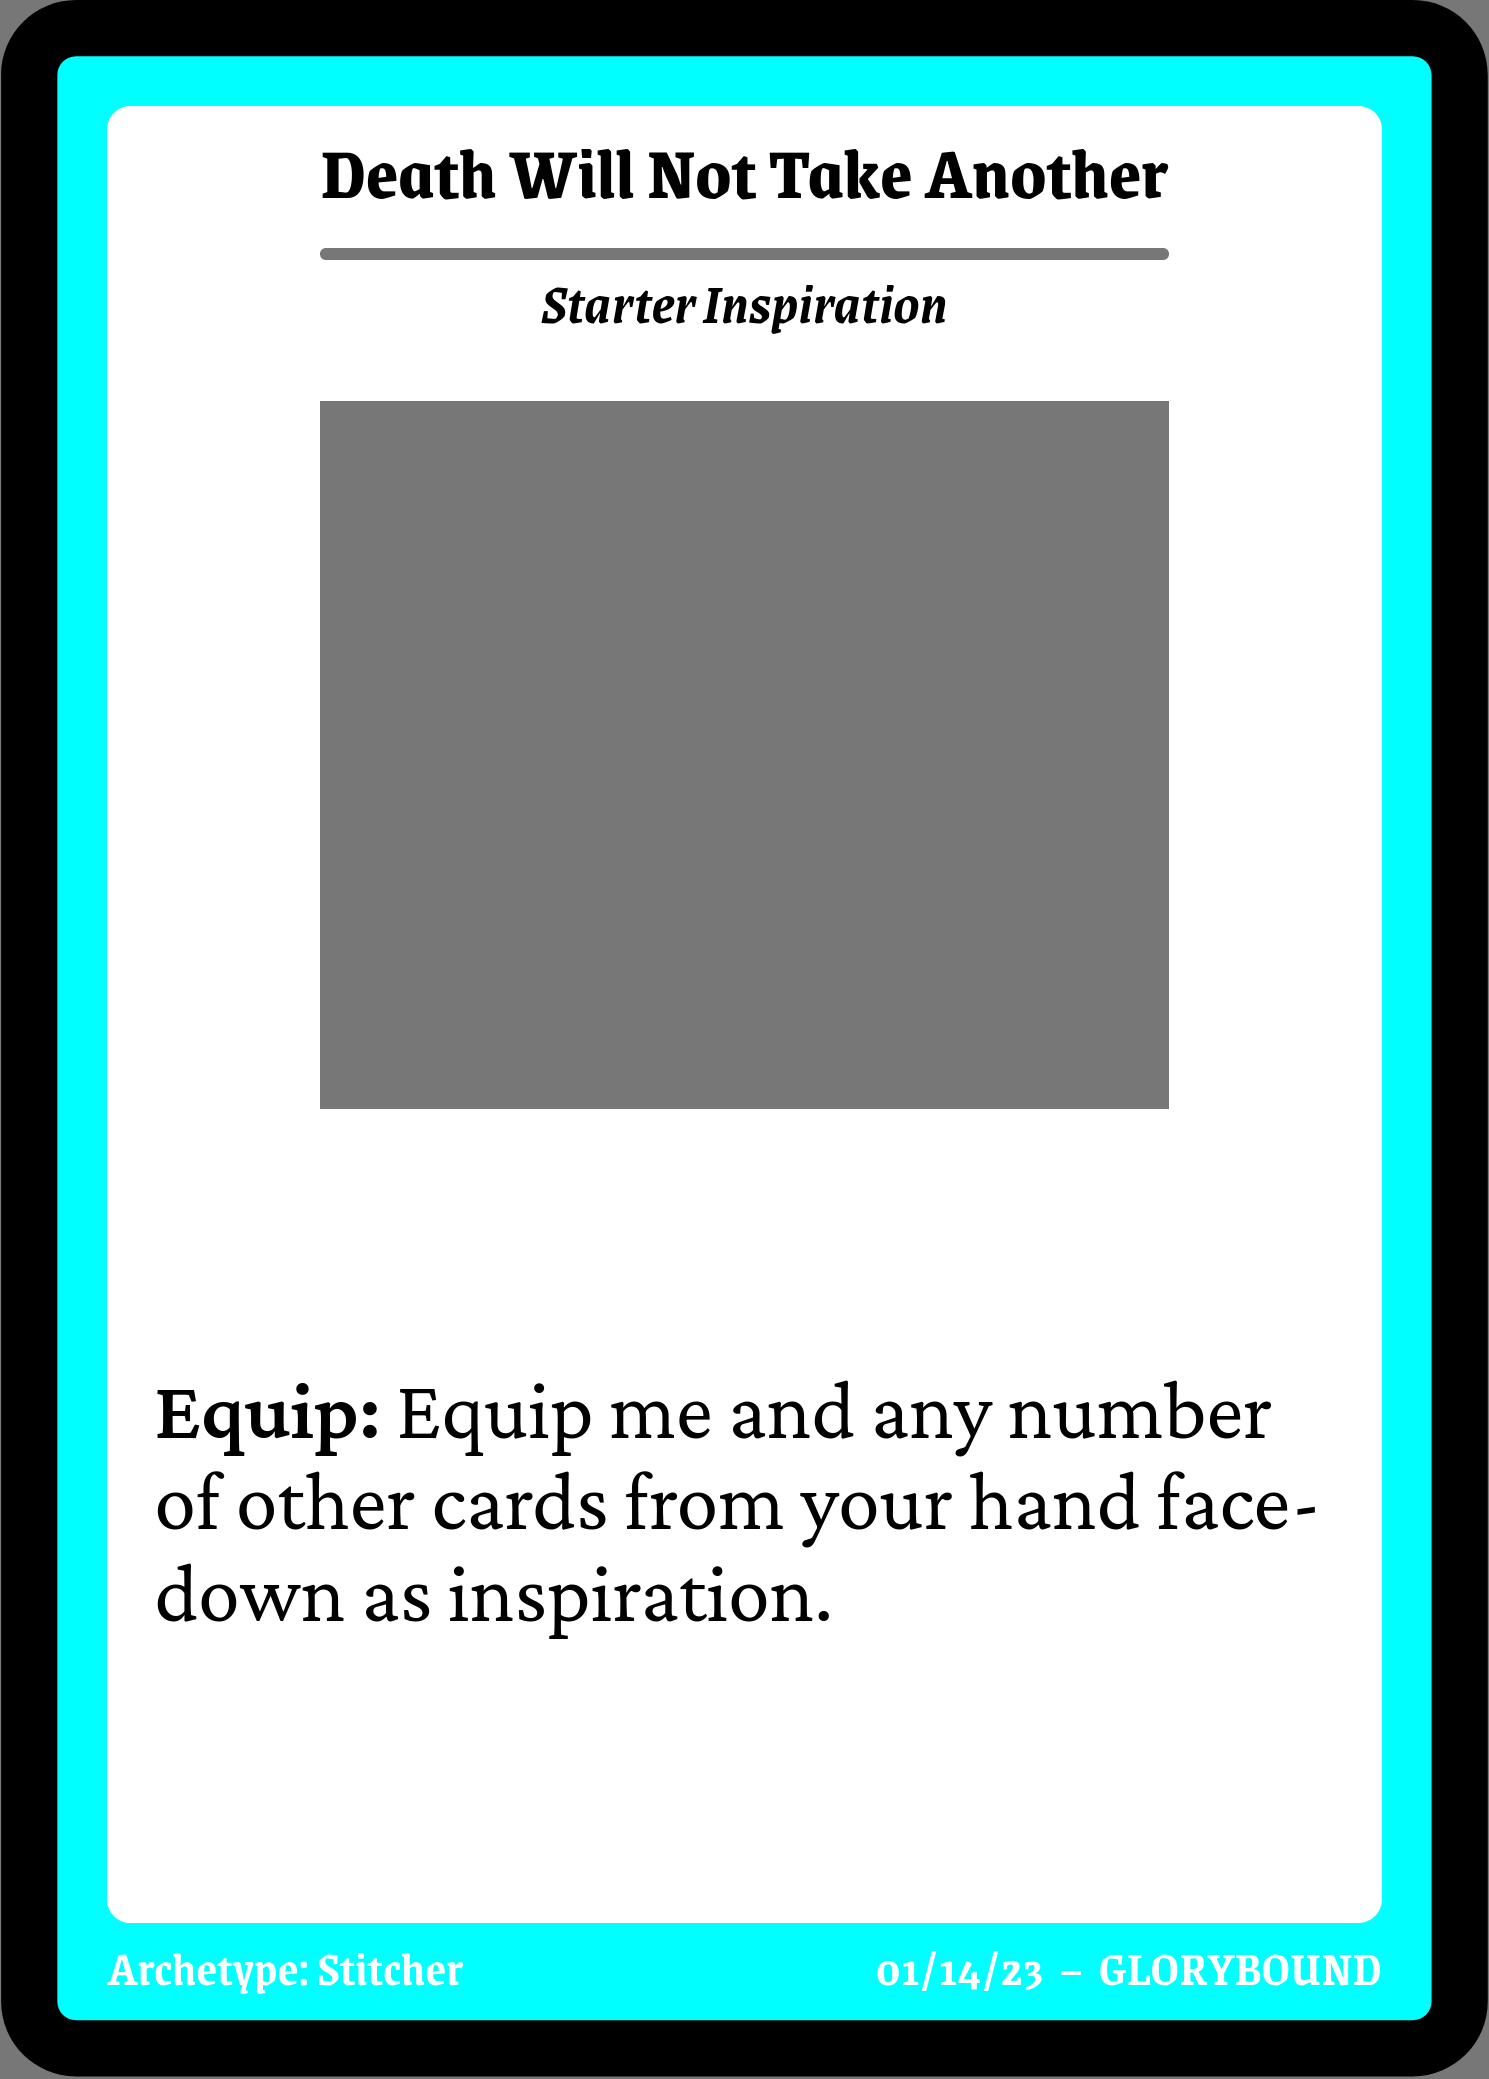 Death Will Not Take Another
Starter Inspiration
Equip: Equip me and any number
of other cards from your hand face-
down as inspiration.
Archetype: Stitcher
01/14/23 – GLORYBOUND